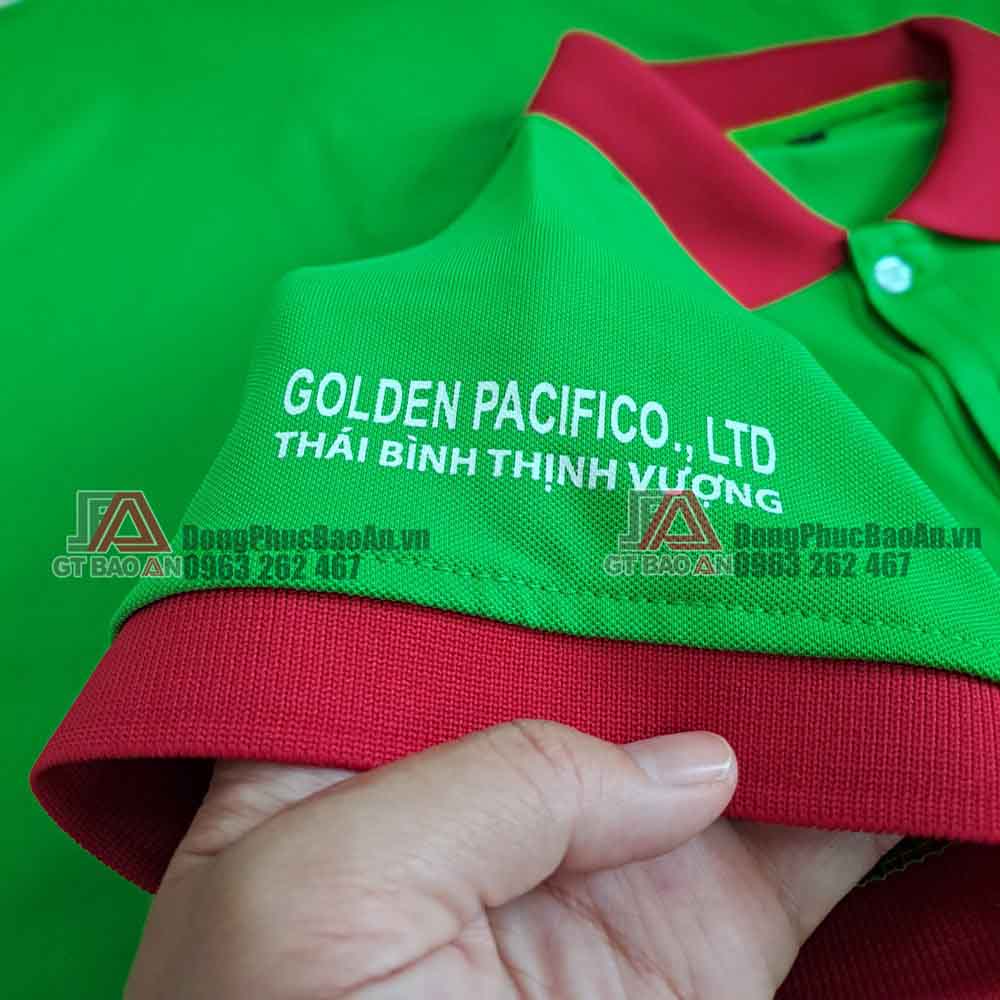 GOLDEN PACIFICO., LTD
THÁI BÌNH THỊNH VƯỢNG
DongPhucBaoAn.vn
GT BAO AN 0963 262 467
DongPhucBaoAn.vn
GT BAO AN 0963 262 467